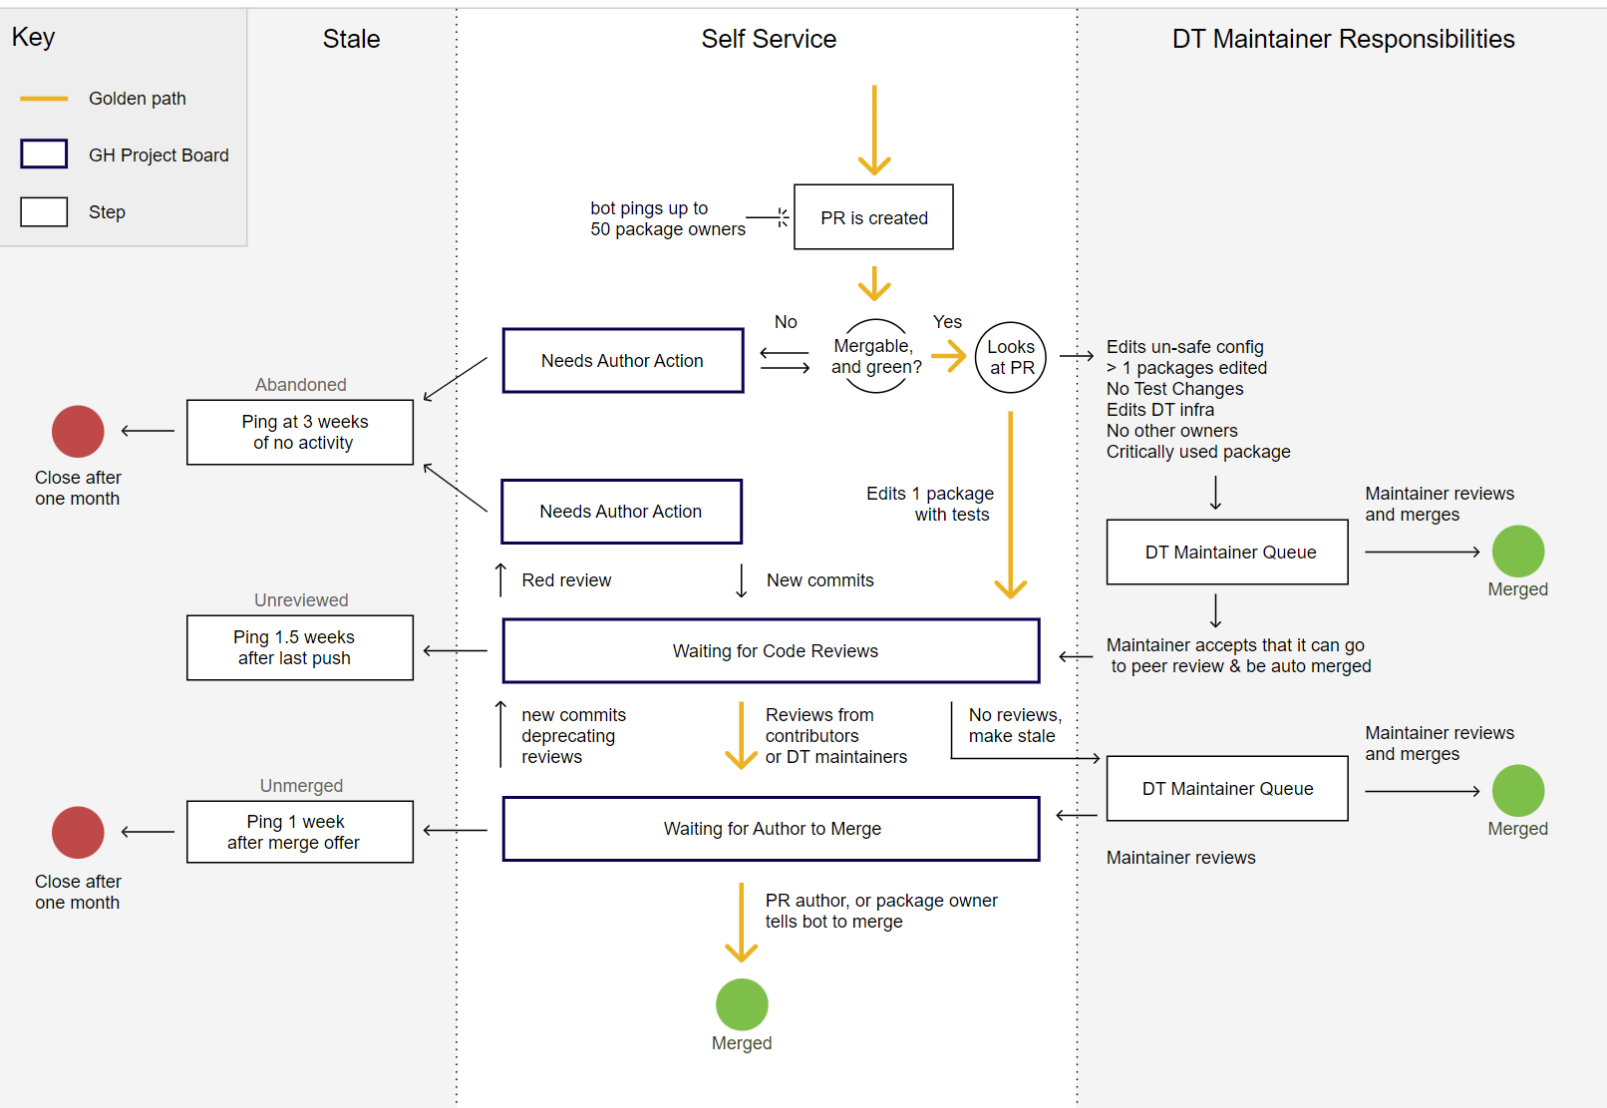 Key
Stale
Self Service
DT Maintainer Responsibilities
Golden path
GH Project Board
Step
bot pings up to
50 package owners
PR is created
No
Yes
Mergable,
and green?
Looks
at PR
Needs Author Action
Edits un-safe config
> 1 packages edited
No Test Changes
Edits DT infra
No other owners
Critically used package
Abandoned
Ping at 3 weeks
of no activity
Close after
one month
Needs Author Action
Edits 1 package
with tests
Maintainer reviews
and merges
DT Maintainer Queue
Merged
Red review
New commits
Unreviewed
Ping 1.5 weeks
after last push
Waiting for Code Reviews
Maintainer accepts that it can go
to peer review & be auto merged
new commits
deprecating
reviews
Reviews from
contributors
or DT maintainers
No reviews,
make stale
Maintainer reviews
and merges
DT Maintainer Queue
Merged
Unmerged
Ping 1 week
after merge offer
Close after
one month
Waiting for Author to Merge
Maintainer reviews
PR author, or package owner
tells bot to merge
Merged